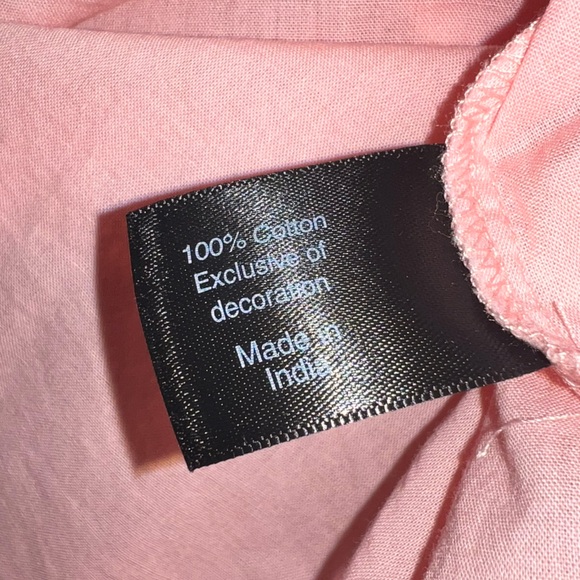 100% Cotton
Exclusive of
decoration
Made in
India